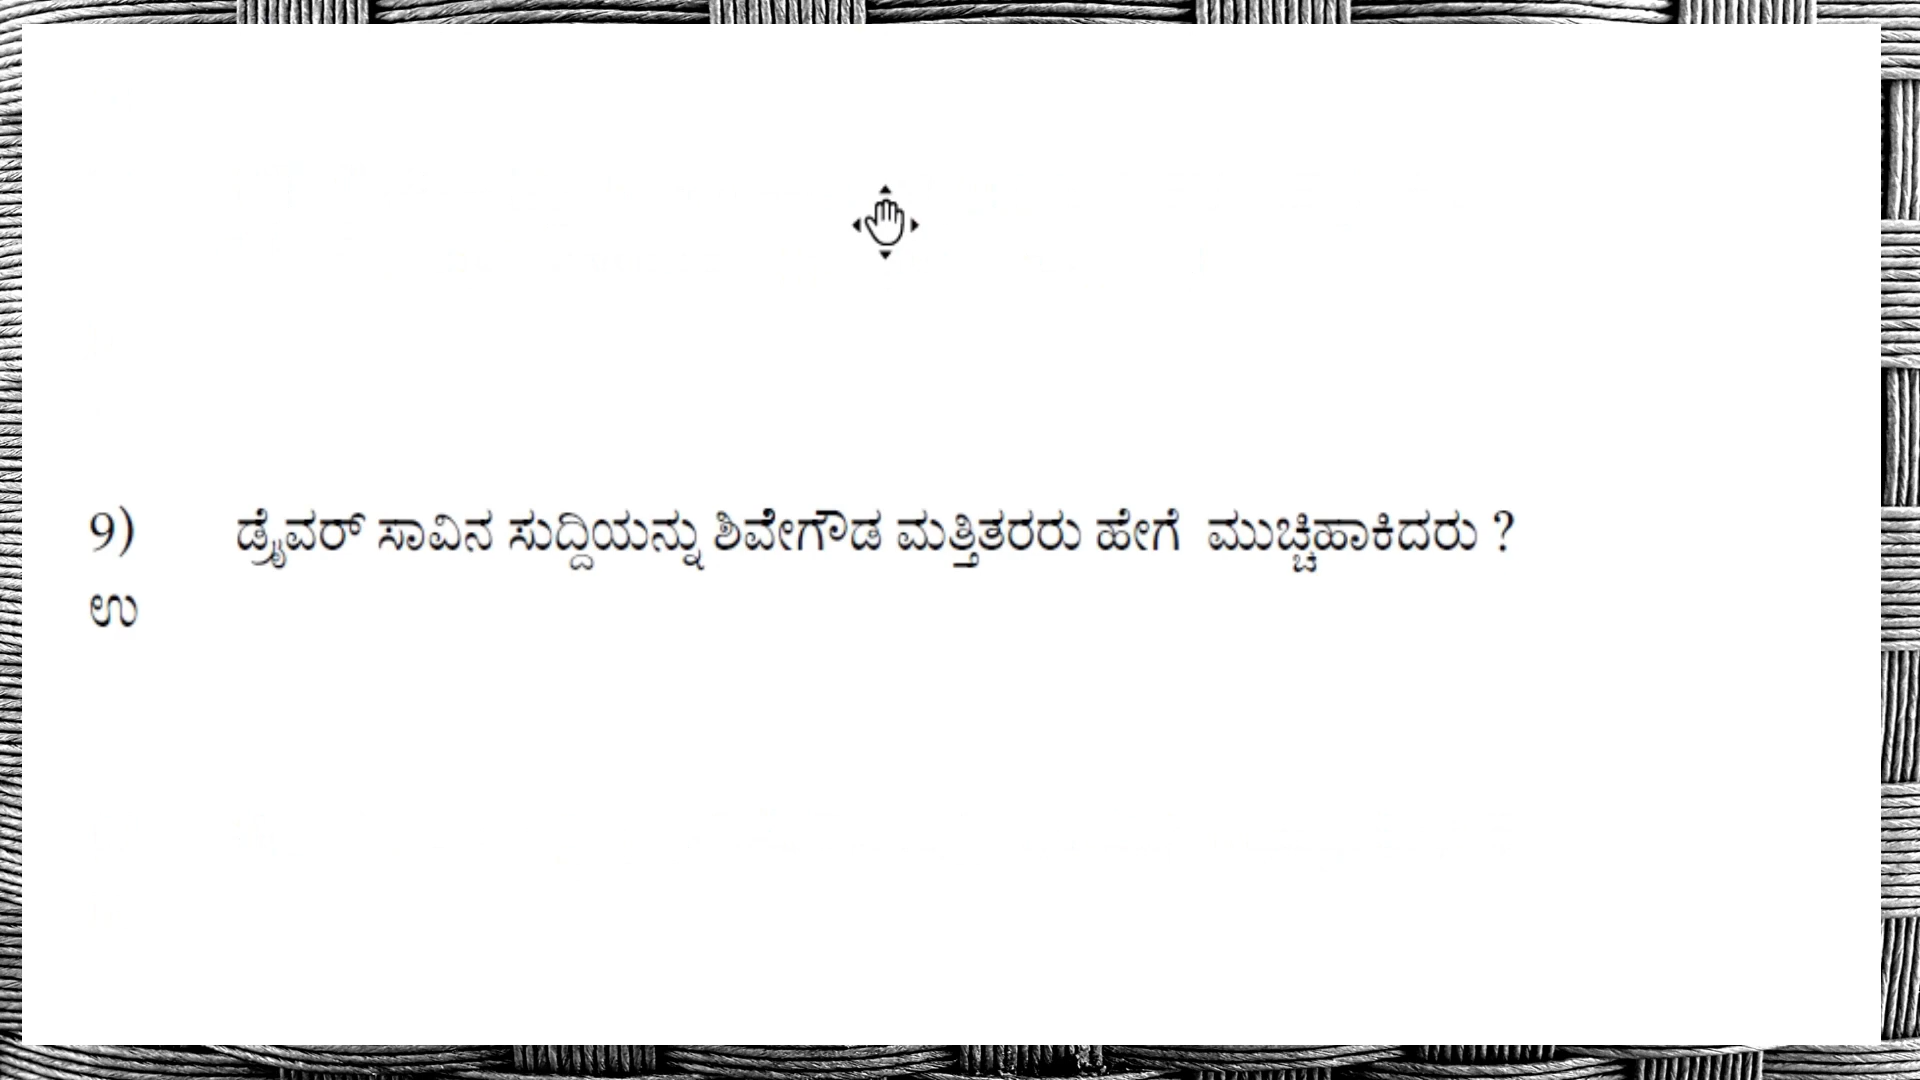 9) ಡ್ರೈವರ್ ಸಾವಿನ ಸುದ್ದಿಯನ್ನು ಶಿವೇಗೌಡ ಮತ್ತಿತರರು ಹೇಗೆ ಮುಚ್ಚಿಹಾಕಿದರು ?
ಉ